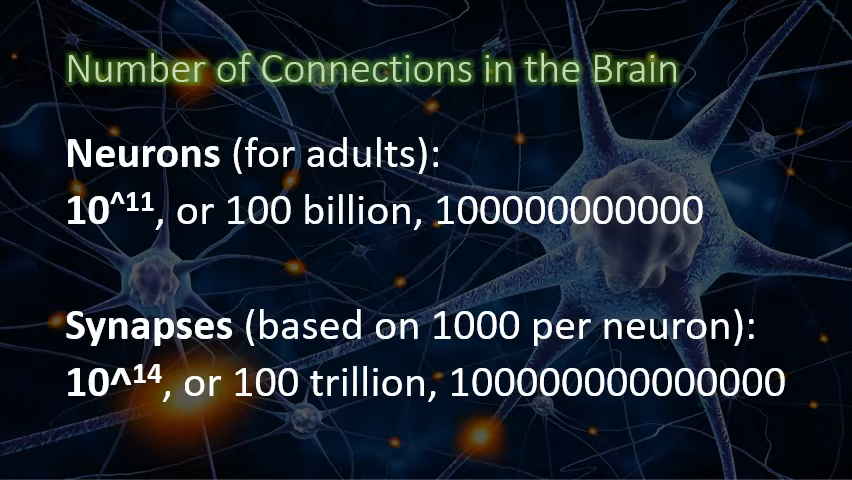 Number of Connections in the Brain
Neurons (for adults):
10^11, or 100 billion, 100000000000
Synapses (based on 1000 per neuron):
10^14, or 100 trillion, 100000000000000